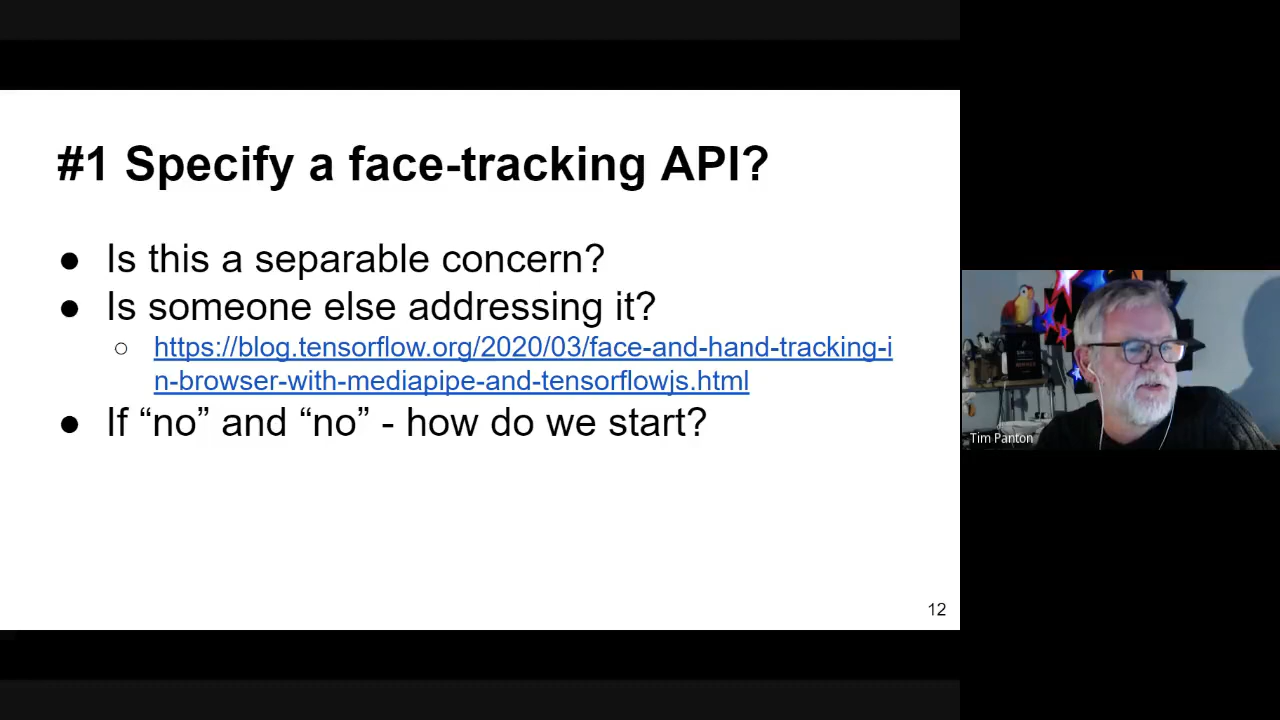 #1 Specify a face-tracking API?
● Is this a separable concern?
● Is someone else addressing it?
○ https://blog.tensorflow.org/2020/03/face-and-hand-tracking-i
n-browser-with-mediapipe-and-tensorflowjs.html
● If “no” and “no” - how do we start?
12
Tim Panton